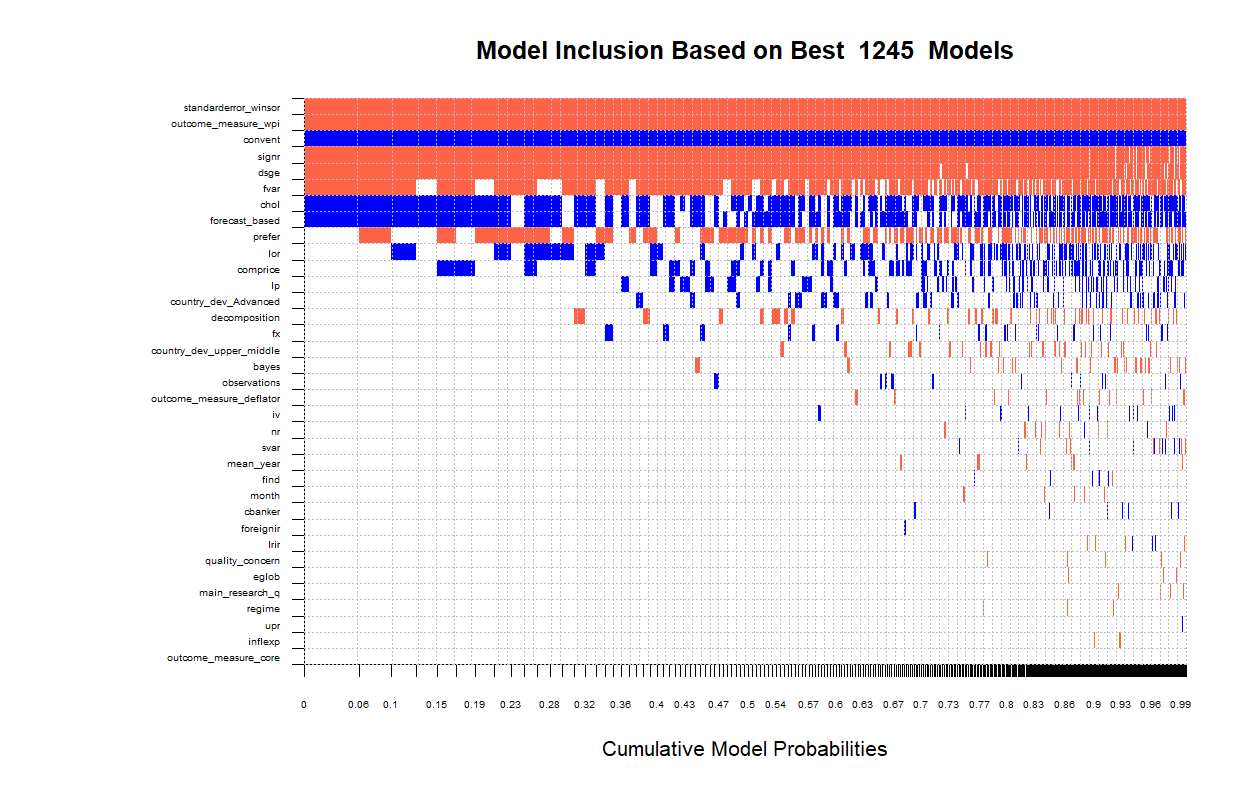 Model Inclusion Based on Best 1245 Models
standarderror_winsor
outcome_measure_wpi
convent
signr
dsge
fvar
chol
forecast_based
prefer
lor
comprice
lp
country_dev_Advanced
decomposition
fx
country_dev_upper_middle
bayes
observations
outcome_measure_deflator
iv
nr
svar
mean_year
find
month
cbanker
foreignir
lrir
quality_concern
eglob
main_research_q
regime
upr
inflexp
outcome_measure_core
0 0.06 0.1 0.15 0.19 0.23 0.28 0.32 0.36 0.4 0.43 0.47 0.5 0.54 0.57 0.6 0.63 0.67 0.7 0.73 0.77 0.8 0.83 0.86 0.9 0.93 0.96 0.99
Cumulative Model Probabilities